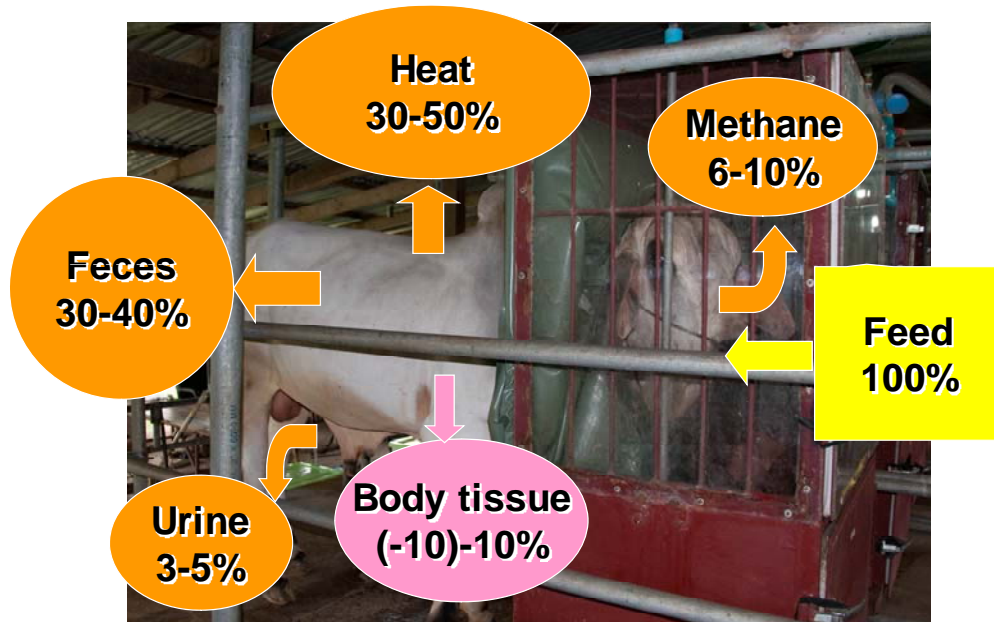 Heat
30-50%
Methane
6-10%
Feces
30-40%
Feed
100%
Body tissue
(-10)-10%
Urine
3-5%